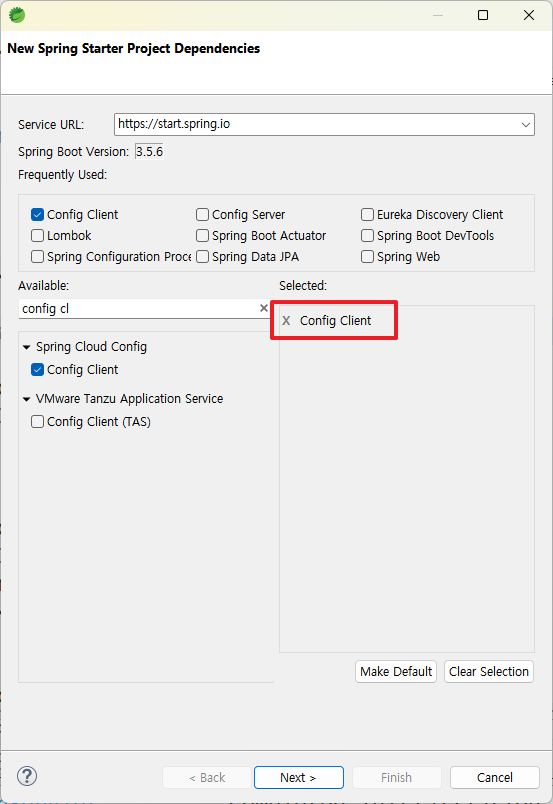 New Spring Starter Project Dependencies
Service URL: https://start.spring.io
Spring Boot Version: 3.5.6
Frequently Used:
Config Client Config Server Eureka Discovery Client
Lombok Spring Boot Actuator Spring Boot DevTools
Spring Configuration Proce Spring Data JPA Spring Web
Available: Selected:
config cl X Config Client
Spring Cloud Config
Config Client
VMware Tanzu Application Service
Config Client (TAS)
Make Default Clear Selection
? < Back Next > Finish Cancel